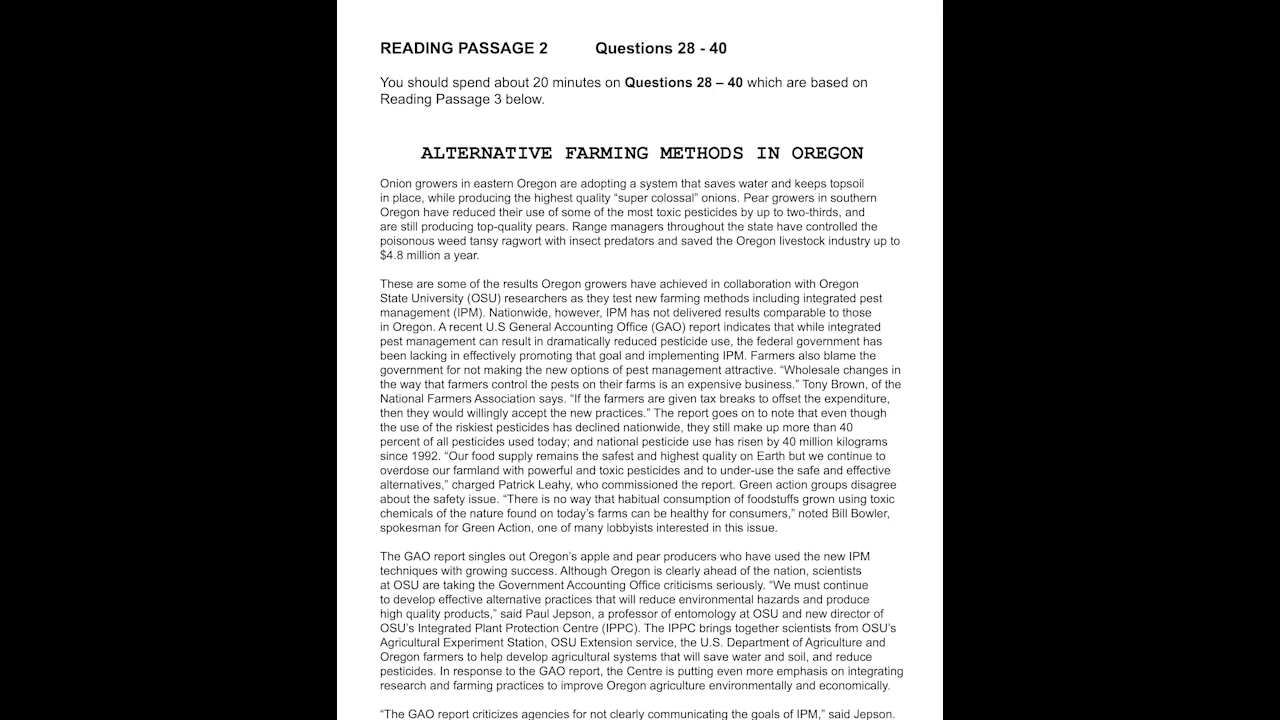 READING PASSAGE 2 Questions 28 - 40
You should spend about 20 minutes on Questions 28 – 40 which are based on
Reading Passage 3 below.
ALTERNATIVE FARMING METHODS IN OREGON
Onion growers in eastern Oregon are adopting a system that saves water and keeps topsoil
in place, while producing the highest quality “super colossal” onions. Pear growers in southern
Oregon have reduced their use of some of the most toxic pesticides by up to two-thirds, and
are still producing top-quality pears. Range managers throughout the state have controlled the
poisonous weed tansy ragwort with insect predators and saved the Oregon livestock industry up to
$4.8 million a year.
These are some of the results Oregon growers have achieved in collaboration with Oregon
State University (OSU) researchers as they test new farming methods including integrated pest
management (IPM). Nationwide, however, IPM has not delivered results comparable to those
in Oregon. A recent U.S General Accounting Office (GAO) report indicates that while integrated
pest management can result in dramatically reduced pesticide use, the federal government has
been lacking in effectively promoting that goal and implementing IPM. Farmers also blame the
government for not making the new options of pest management attractive. “Wholesale changes in
the way that farmers control the pests on their farms is an expensive business.” Tony Brown, of the
National Farmers Association says. “If the farmers are given tax breaks to offset the expenditure,
then they would willingly accept the new practices.” The report goes on to note that even though
the use of the riskiest pesticides has declined nationwide, they still make up more than 40
percent of all pesticides used today; and national pesticide use has risen by 40 million kilograms
since 1992. “Our food supply remains the safest and highest quality on Earth but we continue to
overdose our farmland with powerful and toxic pesticides and to under-use the safe and effective
alternatives,” charged Patrick Leahy, who commissioned the report. Green action groups disagree
about the safety issue. “There is no way that habitual consumption of foodstuffs grown using toxic
chemicals of the nature found on today’s farms can be healthy for consumers,” noted Bill Bowler,
spokesman for Green Action, one of many lobbyists interested in this issue.
The GAO report singles out Oregon’s apple and pear producers who have used the new IPM
techniques with growing success. Although Oregon is clearly ahead of the nation, scientists
at OSU are taking the Government Accounting Office criticisms seriously. “We must continue
to develop effective alternative practices that will reduce environmental hazards and produce
high quality products,” said Paul Jepson, a professor of entomology at OSU and new director of
OSU’s Integrated Plant Protection Centre (IPPC). The IPPC brings together scientists from OSU’s
Agricultural Experiment Station, OSU Extension service, the U.S. Department of Agriculture and
Oregon farmers to help develop agricultural systems that will save water and soil, and reduce
pesticides. In response to the GAO report, the Centre is putting even more emphasis on integrating
research and farming practices to improve Oregon agriculture environmentally and economically.
“The GAO report criticizes agencies for not clearly communicating the goals of IPM,” said Jepson.